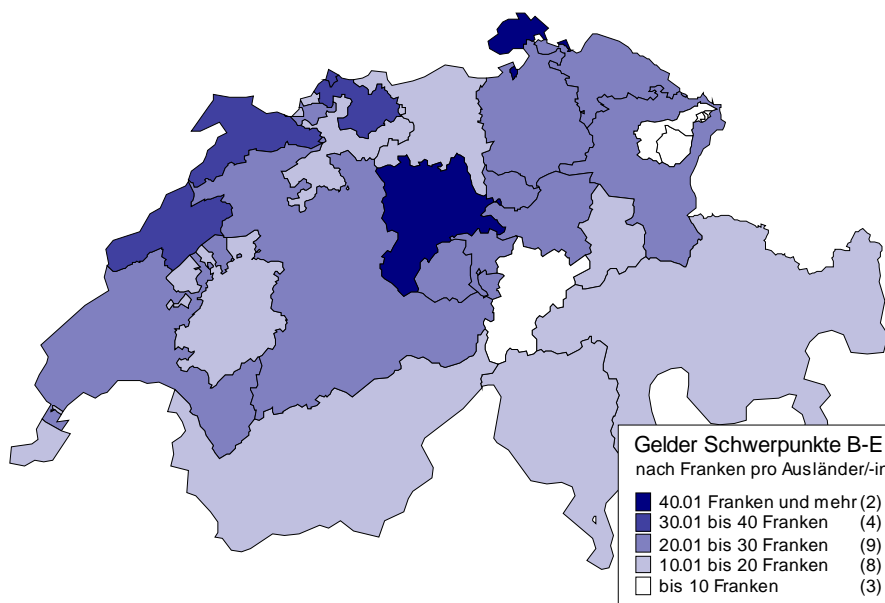 Gelder Schwerpunkte B-E
nach Franken pro Ausländer/-in
40.01 Franken und mehr (2)
30.01 bis 40 Franken (4)
20.01 bis 30 Franken (9)
10.01 bis 20 Franken (8)
bis 10 Franken (3)